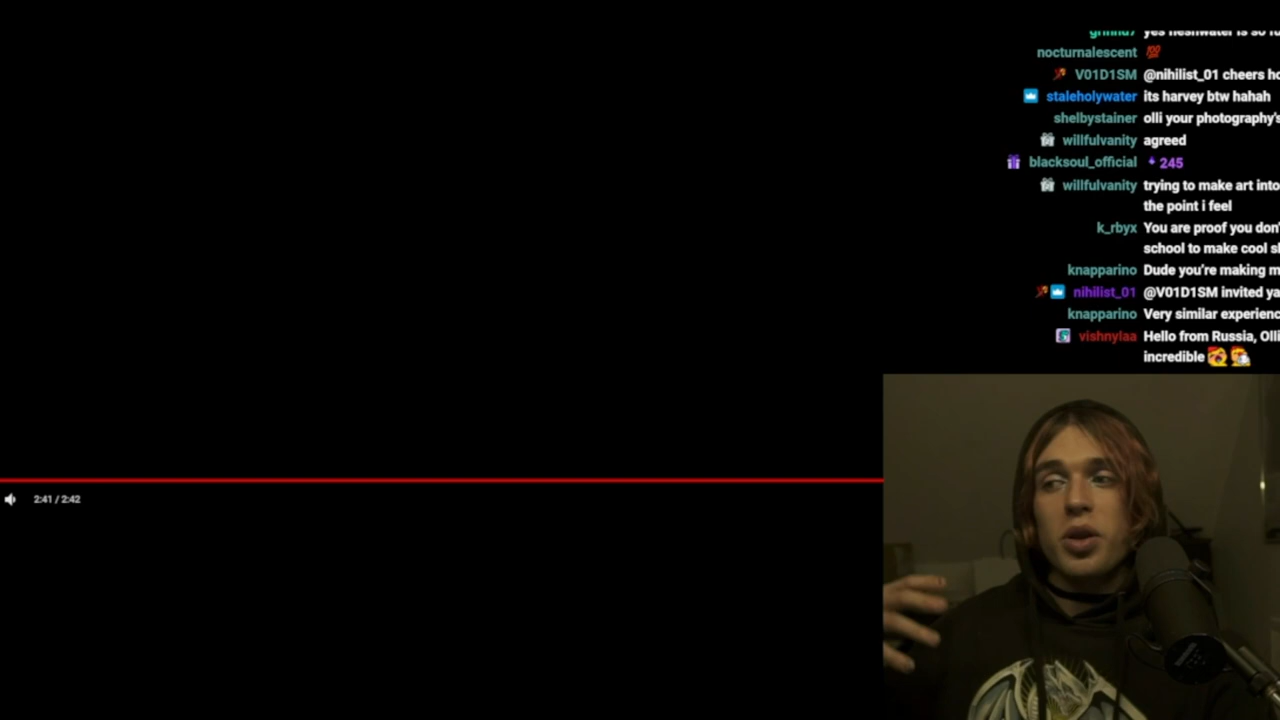 nocturnalescent 💯
V01D1SM @nihilist_01 cheers
staleholywater its harvey btw hahah
shelbystainer olli your photography's
willfulvanity agreed
blacksoul_official 245
willfulvanity trying to make art into
the point i feel
k_rbyx You are proof you don'
school to make cool
knapparino Dude you're making
nihilist_01 @V01D1SM invited
knapparino Very similar
vishnylaa Hello from Russia, Olli
incredible
2:41 / 2:42